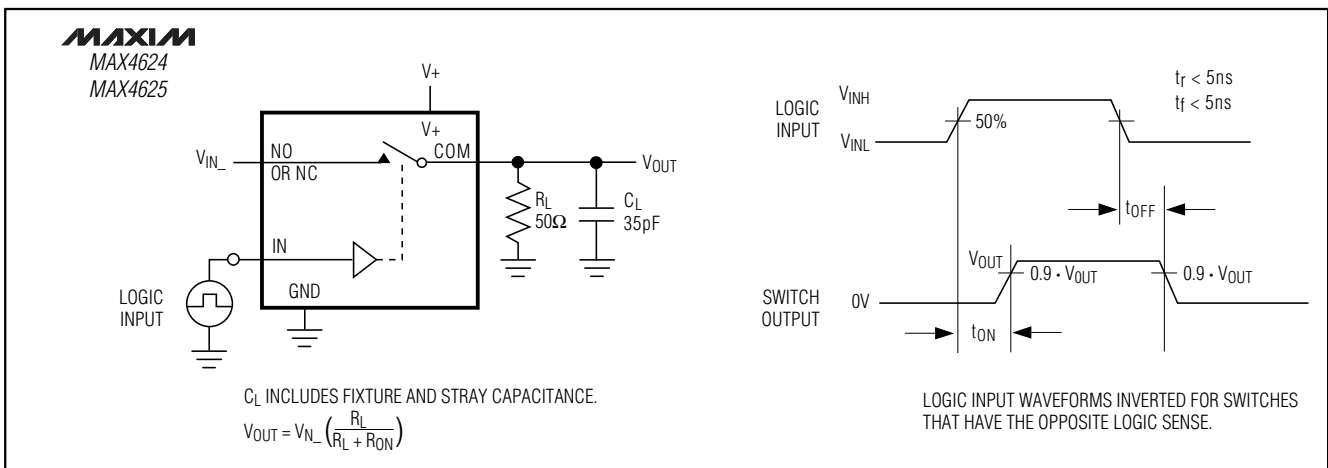 MAXIM
MAX4624
MAX4625
V+
V+
V_IN_
NO
OR NC
COM
V_OUT
R_L
50Ω
C_L
35pF
IN
GND
LOGIC
INPUT
C_L INCLUDES FIXTURE AND STRAY CAPACITANCE.
V_OUT = V_N_ (R_L / (R_L + R_ON))
LOGIC
INPUT
V_INH
V_INL
50%
t_r < 5ns
t_f < 5ns
t_OFF
SWITCH
OUTPUT
V_OUT
0V
0.9 · V_OUT
0.9 · V_OUT
t_ON
LOGIC INPUT WAVEFORMS INVERTED FOR SWITCHES
THAT HAVE THE OPPOSITE LOGIC SENSE.